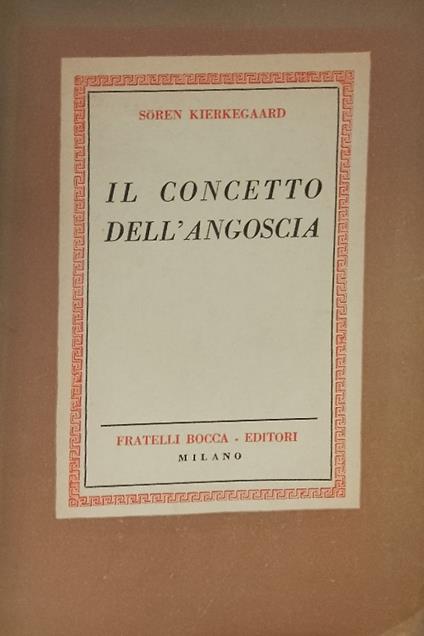 SÖREN KIERKEGAARD
IL CONCETTO
DELL'ANGOSCIA
FRATELLI BOCCA - EDITORI
MILANO